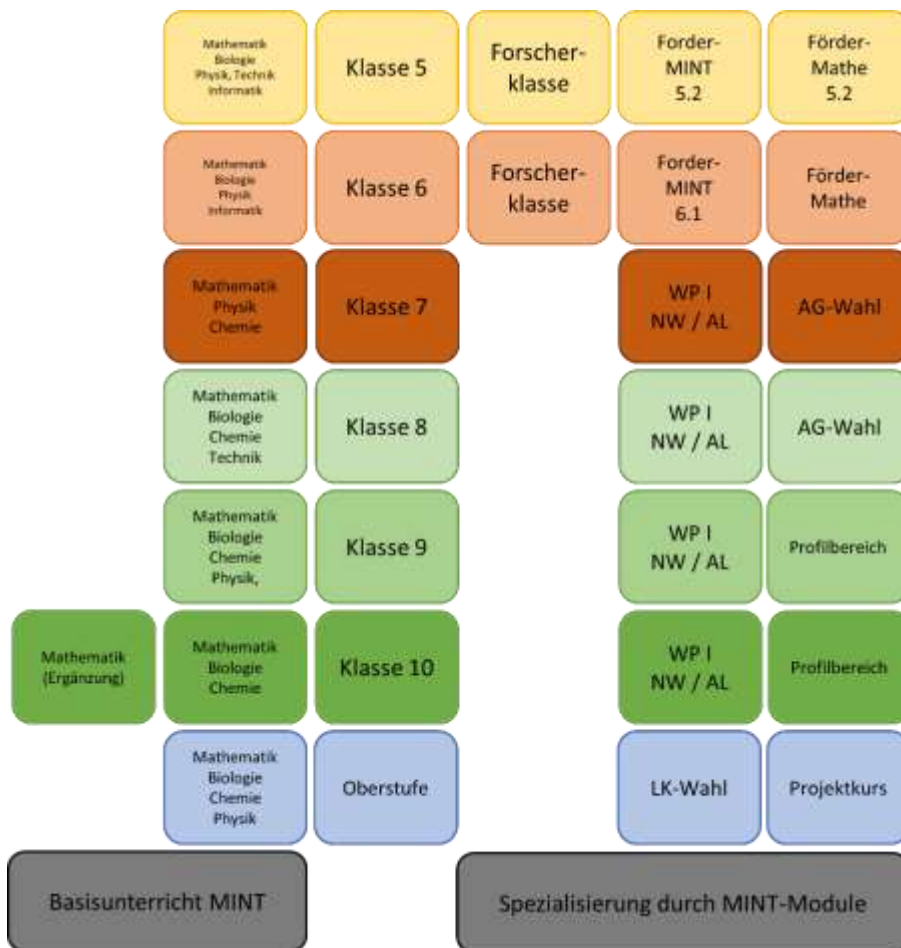 Mathematik
Biologie
Physik, Technik
Informatik
Klasse 5
Forscher-
klasse
Forder-
MINT
5.2
Förder-
Mathe
5.2
Mathematik
Biologie
Physik
Informatik
Klasse 6
Forscher-
klasse
Forder-
MINT
6.1
Förder-
Mathe
Mathematik
Physik
Chemie
Klasse 7
WP I
NW / AL
AG-Wahl
Mathematik
Biologie
Chemie
Technik
Klasse 8
WP I
NW / AL
AG-Wahl
Mathematik
Biologie
Chemie
Physik,
Klasse 9
WP I
NW / AL
Profilbereich
Mathematik
(Ergänzung)
Mathematik
Biologie
Chemie
Klasse 10
WP I
NW / AL
Profilbereich
Mathematik
Biologie
Chemie
Physik
Oberstufe
LK-Wahl
Projektkurs
Basisunterricht MINT
Spezialisierung durch MINT-Module